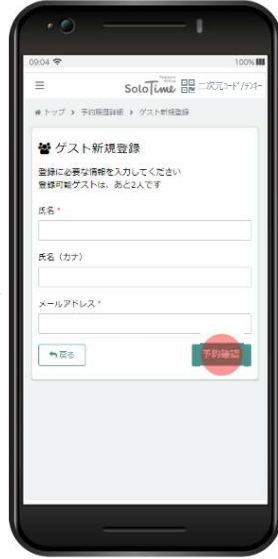 09:04 100%
SoloTime 二次元コード/テンキー
トップ > 予約履歴詳細 > ゲスト新規登録
ゲスト新規登録
登録に必要な情報を入力してください
登録可能ゲストは、あと2人です
氏名 *
氏名（カナ）
メールアドレス *
戻る 予約確認